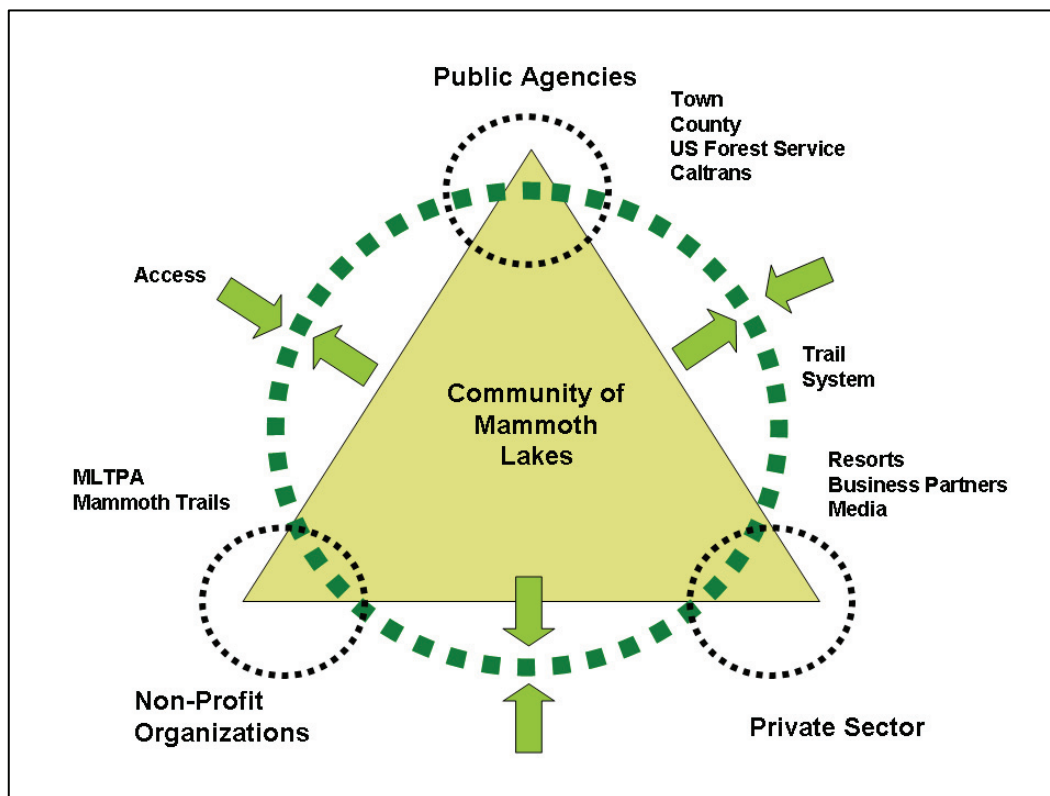 Public Agencies
Town
County
US Forest Service
Caltrans
Access
Trail
System
Community of
Mammoth
Lakes
MLTPA
Mammoth Trails
Resorts
Business Partners
Media
Non-Profit
Organizations
Private Sector